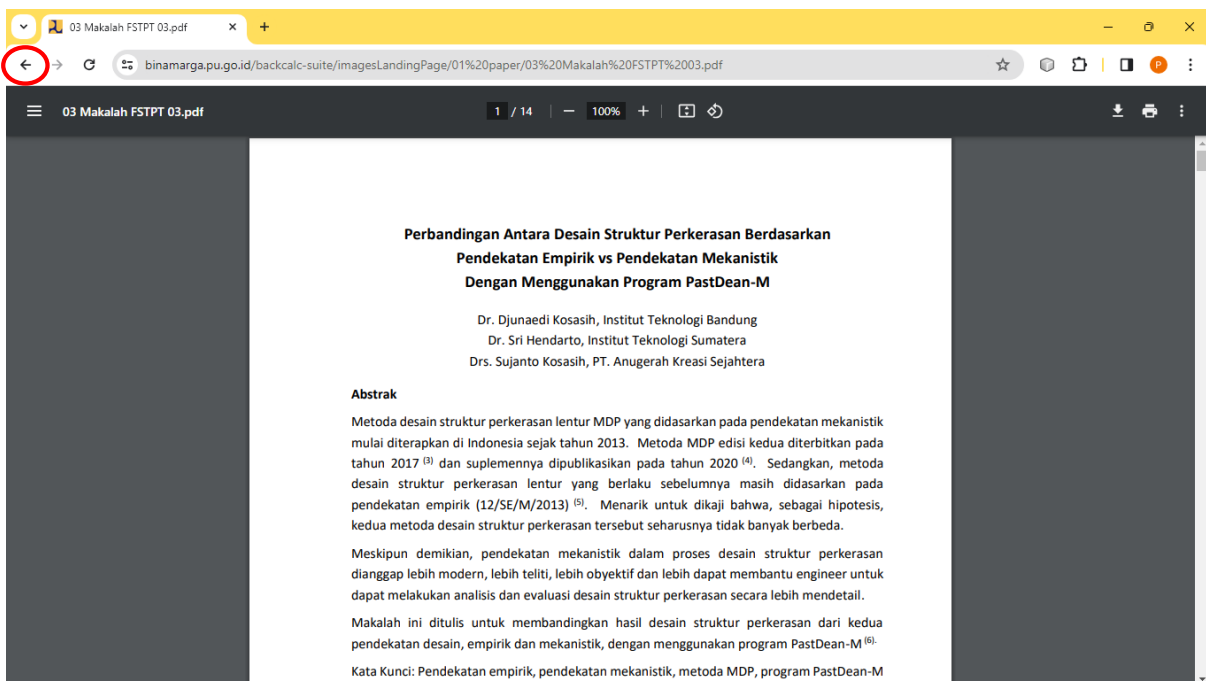 03 Makalah FSTPT 03.pdf
binamarga.pu.go.id/backcalc-suite/imagesLandingPage/01%20paper/03%20Makalah%20FSTPT%2003.pdf
P
03 Makalah FSTPT 03.pdf 1 / 14 100%
Perbandingan Antara Desain Struktur Perkerasan Berdasarkan
Pendekatan Empirik vs Pendekatan Mekanistik
Dengan Menggunakan Program PastDean-M
Dr. Djunaedi Kosasih, Institut Teknologi Bandung
Dr. Sri Hendarto, Institut Teknologi Sumatera
Drs. Sujanto Kosasih, PT. Anugerah Kreasi Sejahtera
Abstrak
Metoda desain struktur perkerasan lentur MDP yang didasarkan pada pendekatan mekanistik
mulai diterapkan di Indonesia sejak tahun 2013. Metoda MDP edisi kedua diterbitkan pada
tahun 2017 (3) dan suplemennya dipublikasikan pada tahun 2020 (4). Sedangkan, metoda
desain struktur perkerasan lentur yang berlaku sebelumnya masih didasarkan pada
pendekatan empirik (12/SE/M/2013) (5). Menarik untuk dikaji bahwa, sebagai hipotesis,
kedua metoda desain struktur perkerasan tersebut seharusnya tidak banyak berbeda.
Meskipun demikian, pendekatan mekanistik dalam proses desain struktur perkerasan
dianggap lebih modern, lebih teliti, lebih obyektif dan lebih dapat membantu engineer untuk
dapat melakukan analisis dan evaluasi desain struktur perkerasan secara lebih mendetail.
Makalah ini ditulis untuk membandingkan hasil desain struktur perkerasan dari kedua
pendekatan desain, empirik dan mekanistik, dengan menggunakan program PastDean-M (6).
Kata Kunci: Pendekatan empirik, pendekatan mekanistik, metoda MDP, program PastDean-M